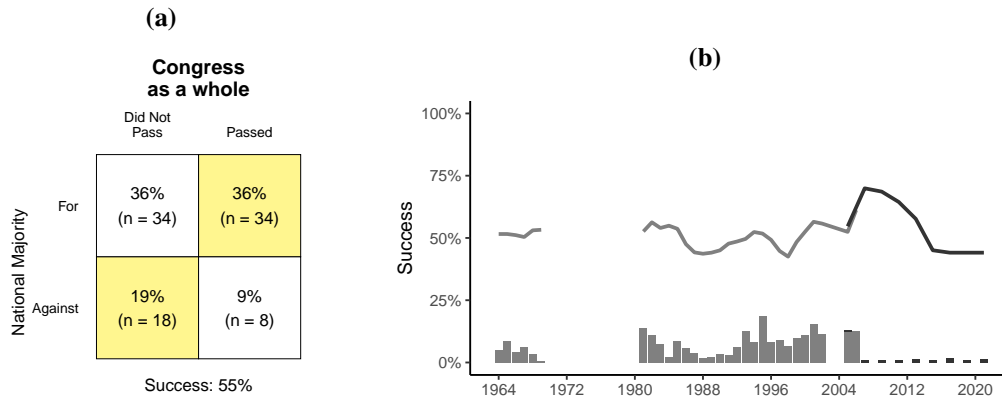 (a)
Congress
as a whole
Did Not
Pass
Passed
National Majority
For
36%
(n = 34)
36%
(n = 34)
Against
19%
(n = 18)
9%
(n = 8)
Success: 55%
(b)
Success
100%
75%
50%
25%
0%
1964 1972 1980 1988 1996 2004 2012 2020